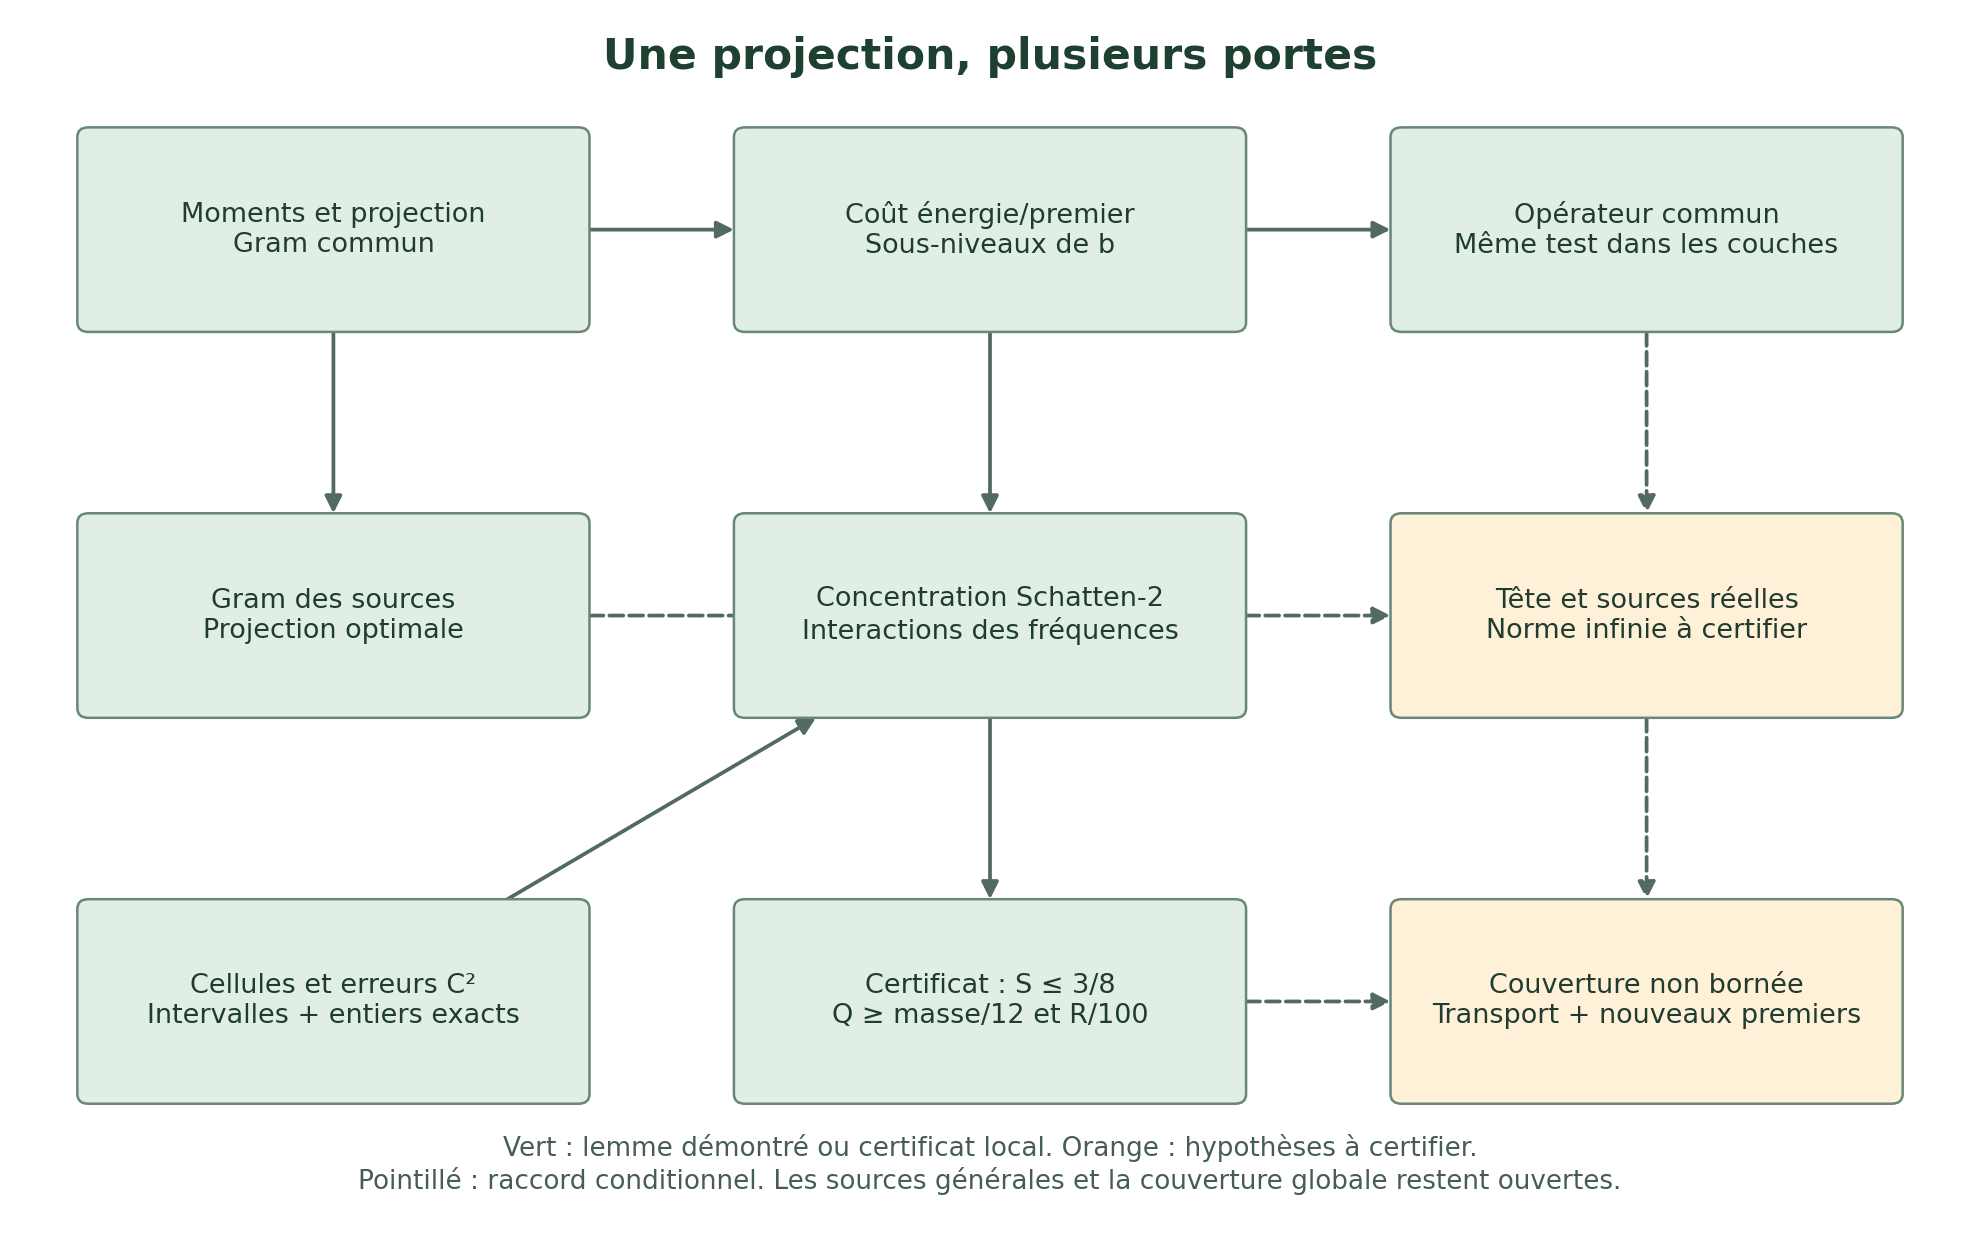 Une projection, plusieurs portes
Moments et projection
Gram commun
Coût énergie/premier
Sous-niveaux de b
Opérateur commun
Même test dans les couches
Gram des sources
Projection optimale
Concentration Schatten-2
Interactions des fréquences
Tête et sources réelles
Norme infinie à certifier
Cellules et erreurs C²
Intervalles + entiers exacts
Certificat : S ≤ 3/8
Q ≥ masse/12 et R/100
Couverture non bornée
Transport + nouveaux premiers
Vert : lemme démontré ou certificat local. Orange : hypothèses à certifier.
Pointillé : raccord conditionnel. Les sources générales et la couverture globale restent ouvertes.